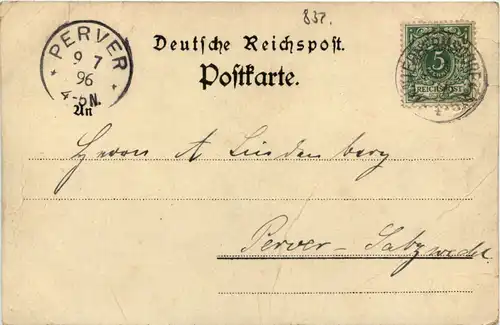 837.
PERVER
9 7
96
4-5N.
Deutsche Reichspost.
Postkarte.
5
REICHSPOST
An
Herrn A Lindenberg
Perver-Salzwedel